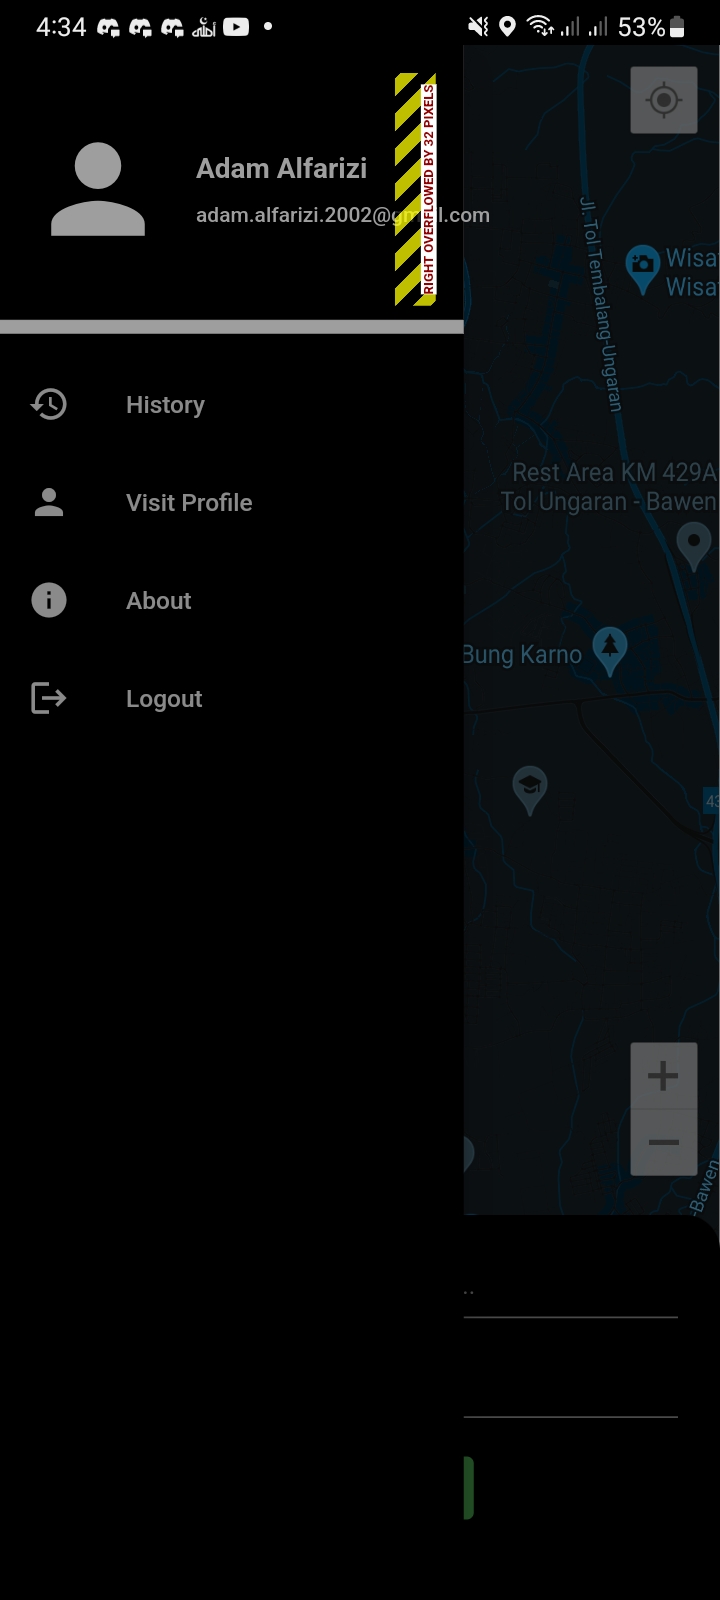 4:34
53%
Adam Alfarizi
adam.alfarizi.2002@gmail.com
RIGHT OVERFLOWED BY 32 PIXELS
History
Visit Profile
About
Logout
Jl. Tol Tembalang-Ungaran
Wisa
Wisa
Rest Area KM 429A
Tol Ungaran - Bawen
Bung Karno
43
-Bawen
..